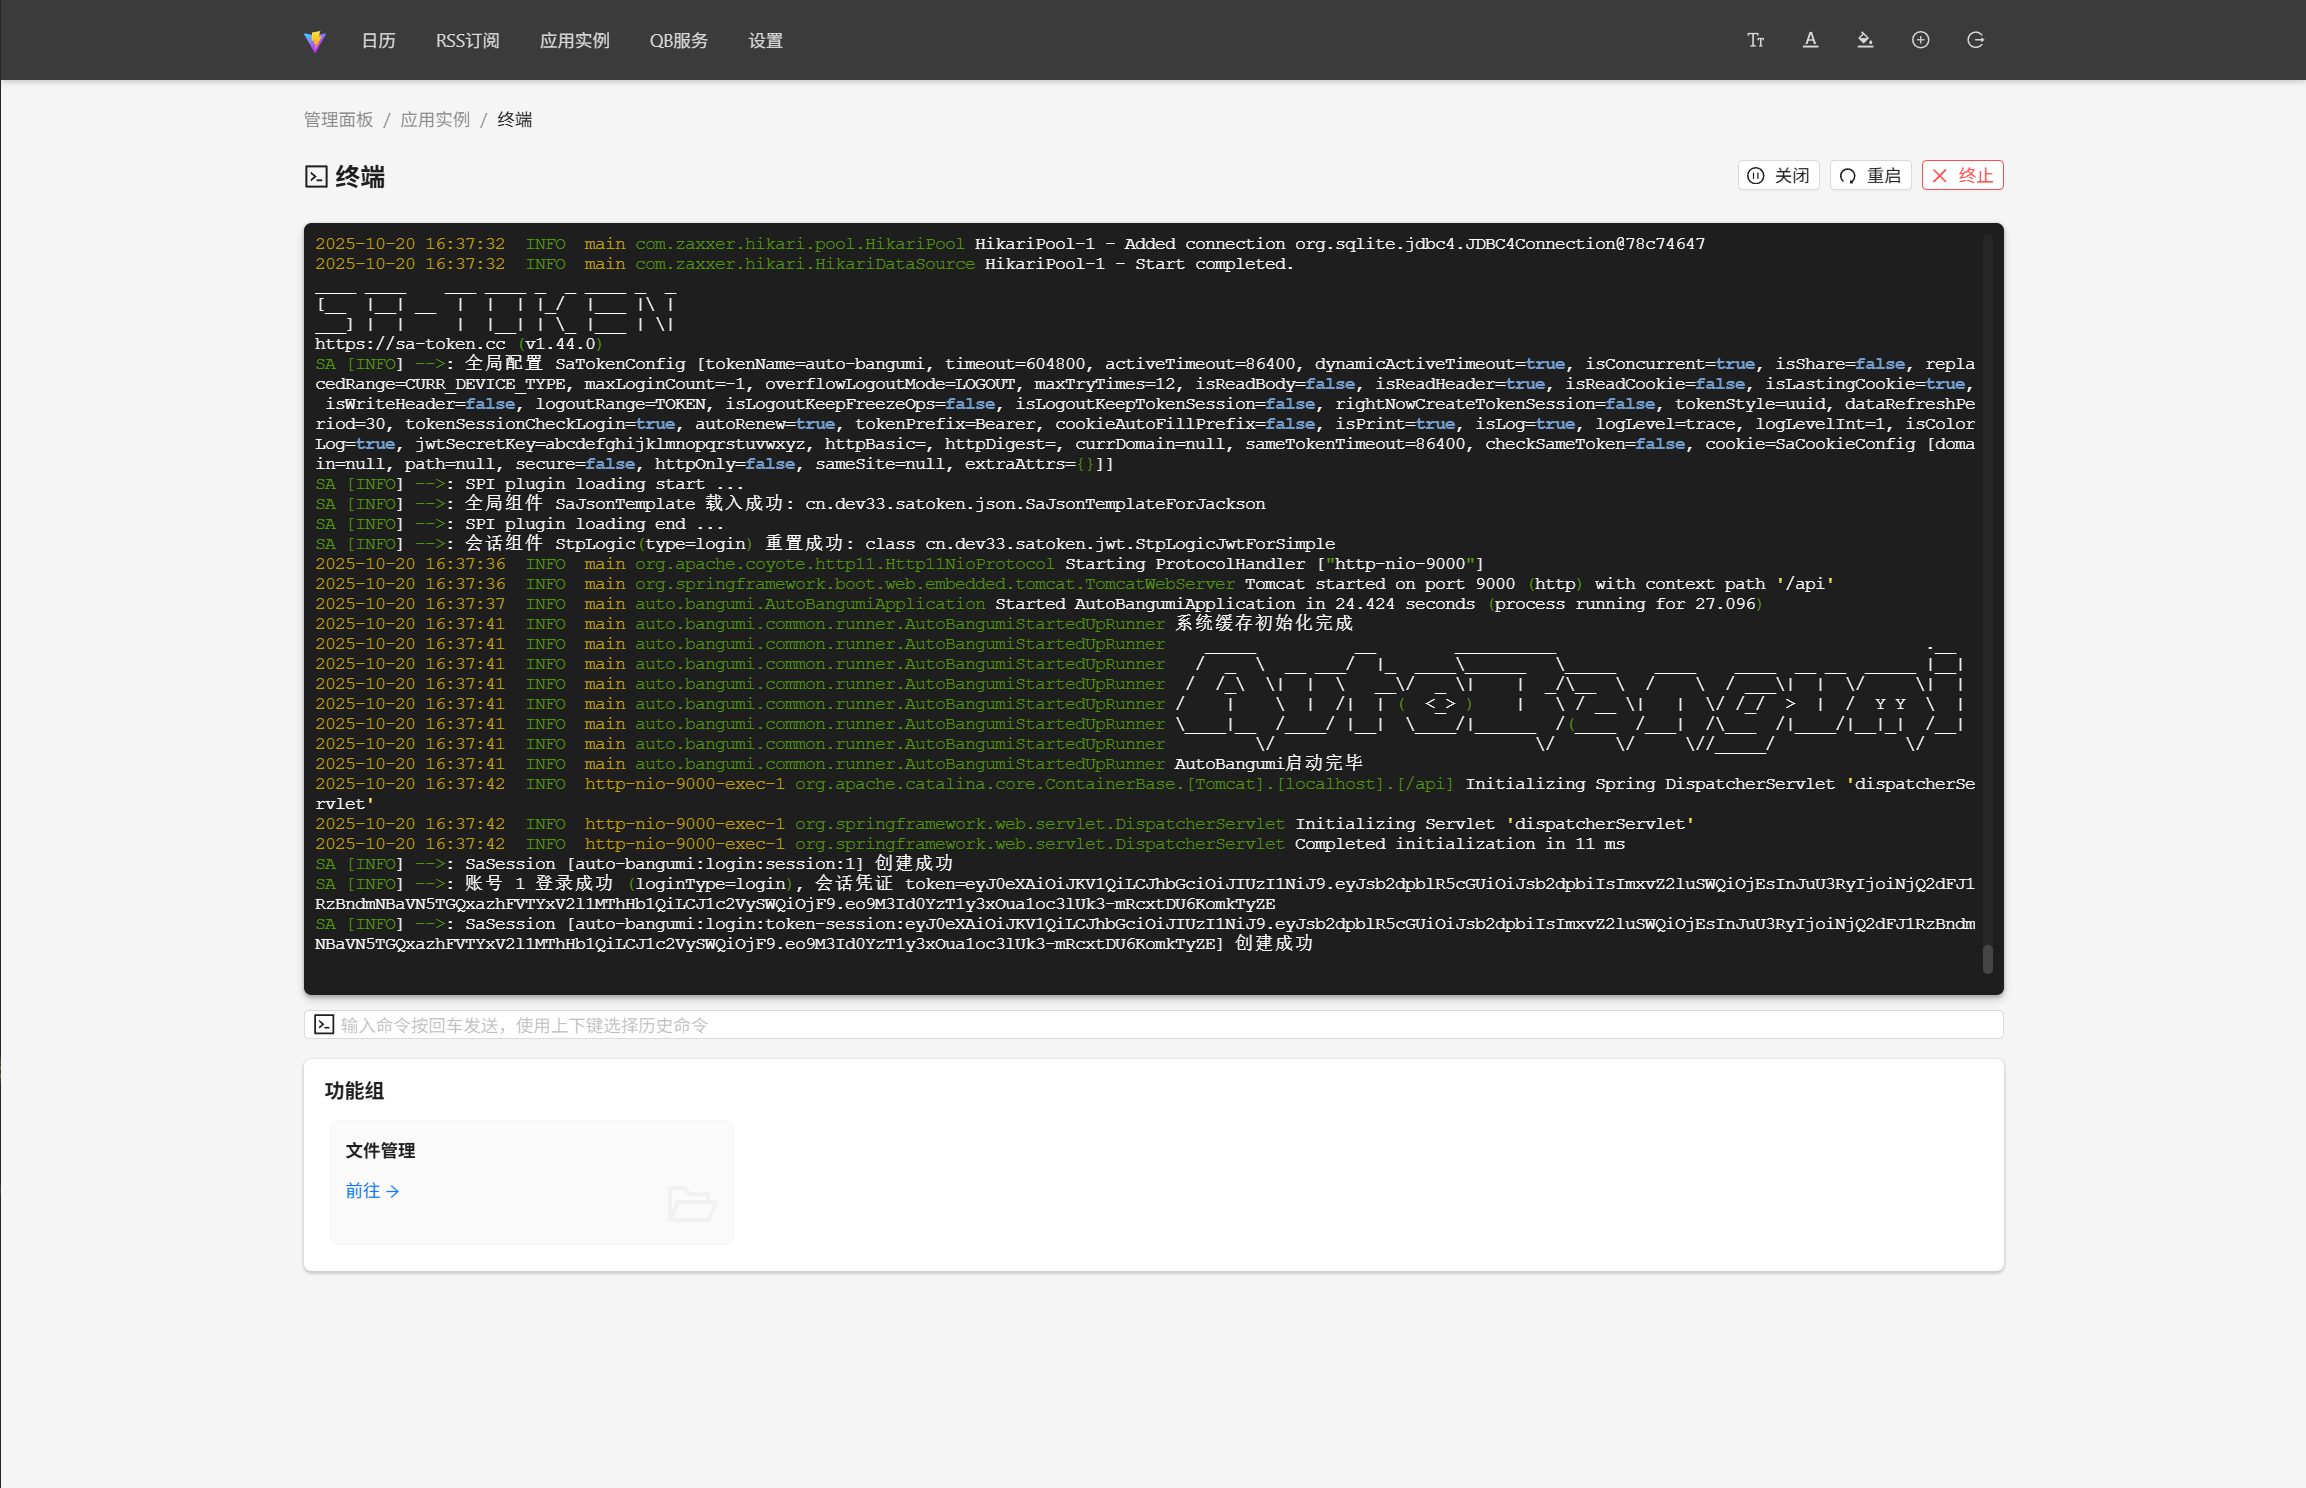 日历 RSS订阅 应用实例 QB服务 设置
管理面板 / 应用实例 / 终端
终端
关闭 重启 终止
2025-10-20 16:37:32 INFO main com.zaxxer.hikari.pool.HikariPool HikariPool-1 - Added connection org.sqlite.jdbc4.JDBC4Connection@78c74647
2025-10-20 16:37:32 INFO main com.zaxxer.hikari.HikariDataSource HikariPool-1 - Start completed.
https://sa-token.cc (v1.44.0)
SA [INFO] -->: 全局配置 SaTokenConfig [tokenName=auto-bangumi, timeout=604800, activeTimeout=86400, dynamicActiveTimeout=true, isConcurrent=true, isShare=false, repla
cedRange=CURR_DEVICE_TYPE, maxLoginCount=-1, overflowLogoutMode=LOGOUT, maxTryTimes=12, isReadBody=false, isReadHeader=true, isReadCookie=false, isLastingCookie=true,
isWriteHeader=false, logoutRange=TOKEN, isLogoutKeepFreezeOps=false, isLogoutKeepTokenSession=false, rightNowCreateTokenSession=false, tokenStyle=uuid, dataRefreshPe
riod=30, tokenSessionCheckLogin=true, autoRenew=true, tokenPrefix=Bearer, cookieAutoFillPrefix=false, isPrint=true, isLog=true, logLevel=trace, logLevelInt=1, isColor
Log=true, jwtSecretKey=abcdefghijklmnopqrstuvwxyz, httpBasic=, httpDigest=, currDomain=null, sameTokenTimeout=86400, checkSameToken=false, cookie=SaCookieConfig [doma
in=null, path=null, secure=false, httpOnly=false, sameSite=null, extraAttrs={}]]
SA [INFO] -->: SPI plugin loading start ...
SA [INFO] -->: 全局组件 SaJsonTemplate 载入成功: cn.dev33.satoken.json.SaJsonTemplateForJackson
SA [INFO] -->: SPI plugin loading end ...
SA [INFO] -->: 会话组件 StpLogic(type=login) 重置成功: class cn.dev33.satoken.jwt.StpLogicJwtForSimple
2025-10-20 16:37:36 INFO main org.apache.coyote.http11.Http11NioProtocol Starting ProtocolHandler ["http-nio-9000"]
2025-10-20 16:37:36 INFO main org.springframework.boot.web.embedded.tomcat.TomcatWebServer Tomcat started on port 9000 (http) with context path '/api'
2025-10-20 16:37:37 INFO main auto.bangumi.AutoBangumiApplication Started AutoBangumiApplication in 24.424 seconds (process running for 27.096)
2025-10-20 16:37:41 INFO main auto.bangumi.common.runner.AutoBangumiStartedUpRunner 系统缓存初始化完成
2025-10-20 16:37:41 INFO main auto.bangumi.common.runner.AutoBangumiStartedUpRunner
2025-10-20 16:37:41 INFO main auto.bangumi.common.runner.AutoBangumiStartedUpRunner
2025-10-20 16:37:41 INFO main auto.bangumi.common.runner.AutoBangumiStartedUpRunner
2025-10-20 16:37:41 INFO main auto.bangumi.common.runner.AutoBangumiStartedUpRunner
2025-10-20 16:37:41 INFO main auto.bangumi.common.runner.AutoBangumiStartedUpRunner
2025-10-20 16:37:41 INFO main auto.bangumi.common.runner.AutoBangumiStartedUpRunner
2025-10-20 16:37:41 INFO main auto.bangumi.common.runner.AutoBangumiStartedUpRunner AutoBangumi启动完毕
2025-10-20 16:37:42 INFO http-nio-9000-exec-1 org.apache.catalina.core.ContainerBase.[Tomcat].[localhost].[/api] Initializing Spring DispatcherServlet 'dispatcherSe
rvlet'
2025-10-20 16:37:42 INFO http-nio-9000-exec-1 org.springframework.web.servlet.DispatcherServlet Initializing Servlet 'dispatcherServlet'
2025-10-20 16:37:42 INFO http-nio-9000-exec-1 org.springframework.web.servlet.DispatcherServlet Completed initialization in 11 ms
SA [INFO] -->: SaSession [auto-bangumi:login:session:1] 创建成功
SA [INFO] -->: 账号 1 登录成功 (loginType=login), 会话凭证 token=eyJ0eXAiOiJKV1QiLCJhbGciOiJIUzI1NiJ9.eyJsb2dpblR5cGUiOiJsb2dpbiIsImxvZ2luSWQiOjEsInJuU3RyIjoiNjQ2dFJ1
RzBndmNBaVN5TGQxazhFVTYxV2l1MThHb1QiLCJ1c2VySWQiOjF9.eo9M3Id0YzT1y3xOua1oc3lUk3-mRcxtDU6KomkTyZE
SA [INFO] -->: SaSession [auto-bangumi:login:token-session:eyJ0eXAiOiJKV1QiLCJhbGciOiJIUzI1NiJ9.eyJsb2dpblR5cGUiOiJsb2dpbiIsImxvZ2luSWQiOjEsInJuU3RyIjoiNjQ2dFJ1RzBndm
NBaVN5TGQxazhFVTYxV2l1MThHb1QiLCJ1c2VySWQiOjF9.eo9M3Id0YzT1y3xOua1oc3lUk3-mRcxtDU6KomkTyZE] 创建成功
输入命令按回车发送，使用上下键选择历史命令
功能组
文件管理
前往